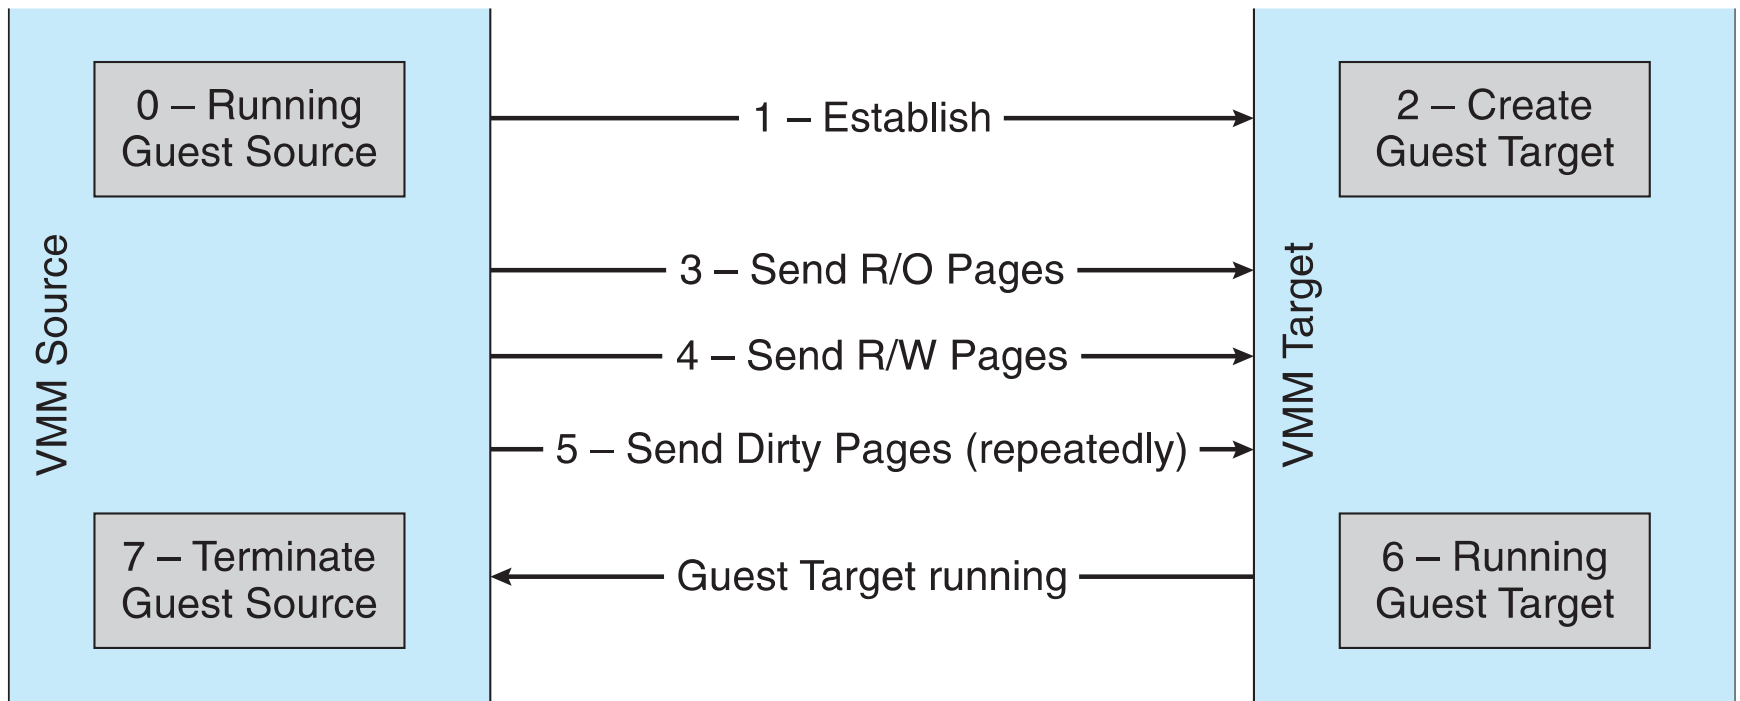 0 – Running
Guest Source
1 – Establish
2 – Create
Guest Target
VMM Source
3 – Send R/O Pages
4 – Send R/W Pages
5 – Send Dirty Pages (repeatedly)
VMM Target
7 – Terminate
Guest Source
Guest Target running
6 – Running
Guest Target